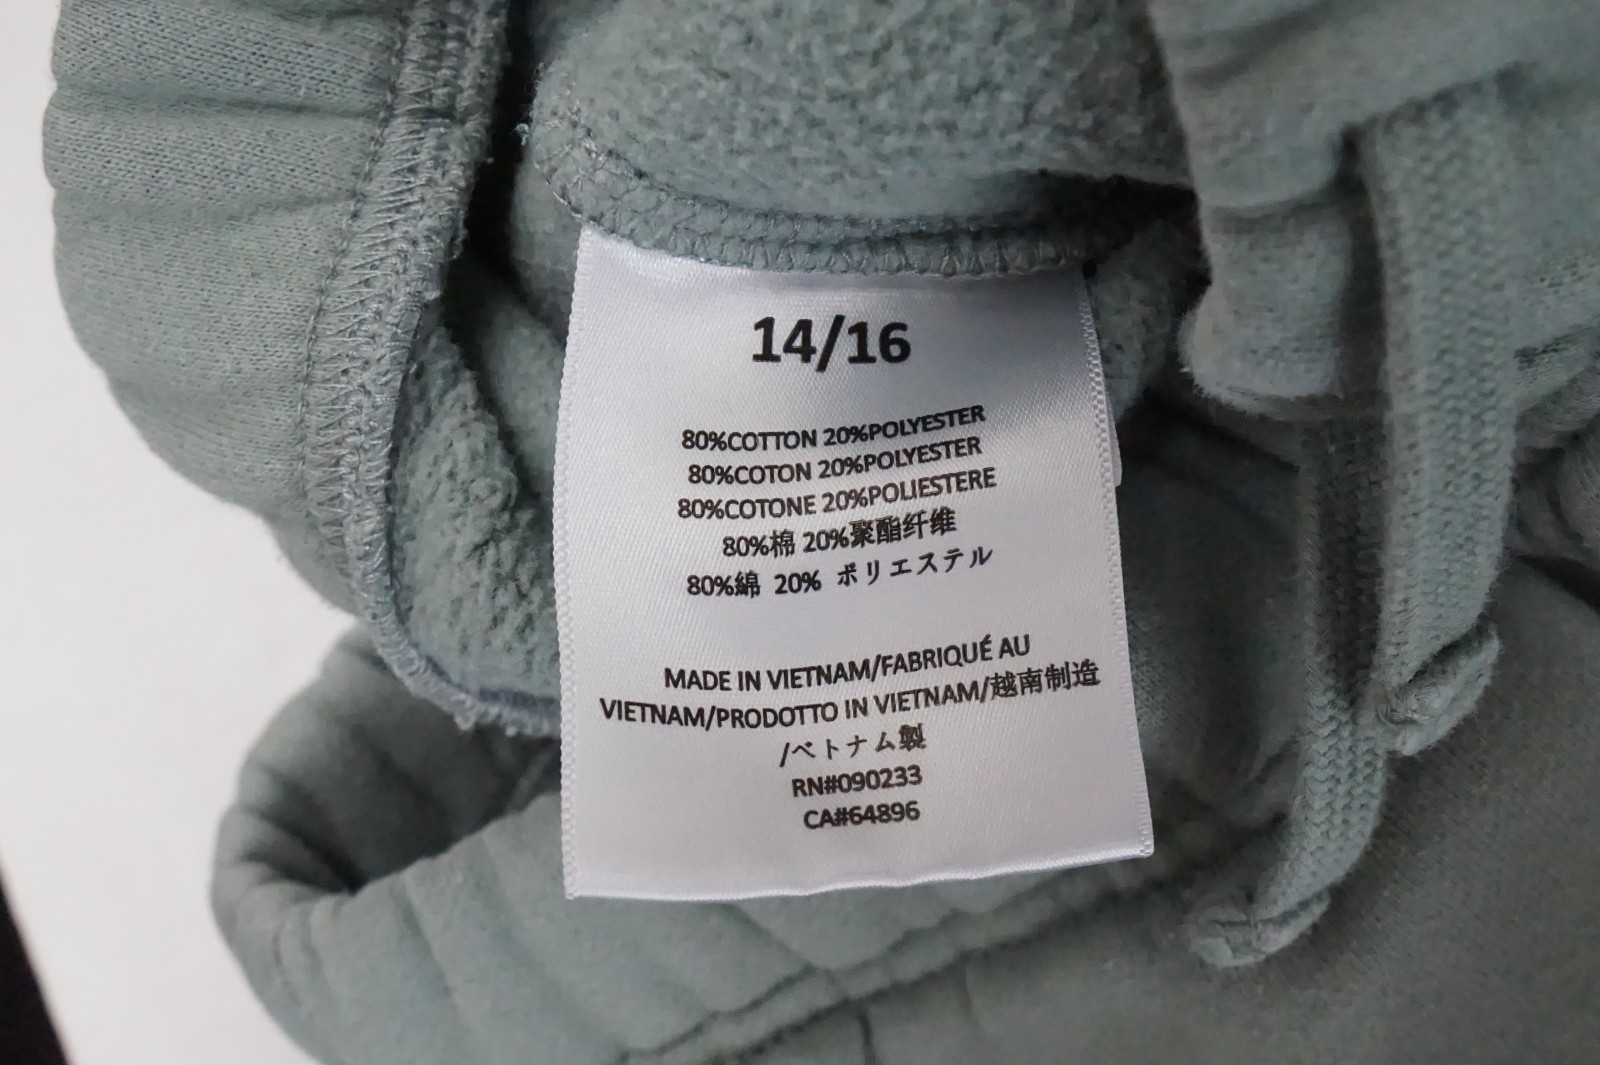 14/16
80%COTTON 20%POLYESTER
80%COTON 20%POLYESTER
80%COTONE 20%POLIESTERE
80%棉 20%聚酯纤维
80%綿 20% ポリエステル
MADE IN VIETNAM/FABRIQUÉ AU
VIETNAM/PRODOTTO IN VIETNAM/越南制造
/ベトナム製
RN#090233
CA#64896